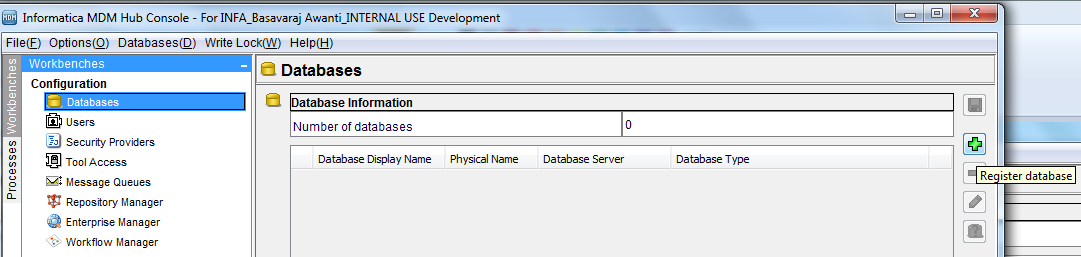 Informatica MDM Hub Console - For INFA_Basavaraj Awanti_INTERNAL USE Development
File(F) Options(O) Databases(D) Write Lock(W) Help(H)
Processes Workbenches
Workbenches
Configuration
Databases
Users
Security Providers
Tool Access
Message Queues
Repository Manager
Enterprise Manager
Workflow Manager
Databases
Database Information
Number of databases 0
Database Display Name Physical Name Database Server Database Type
Register database